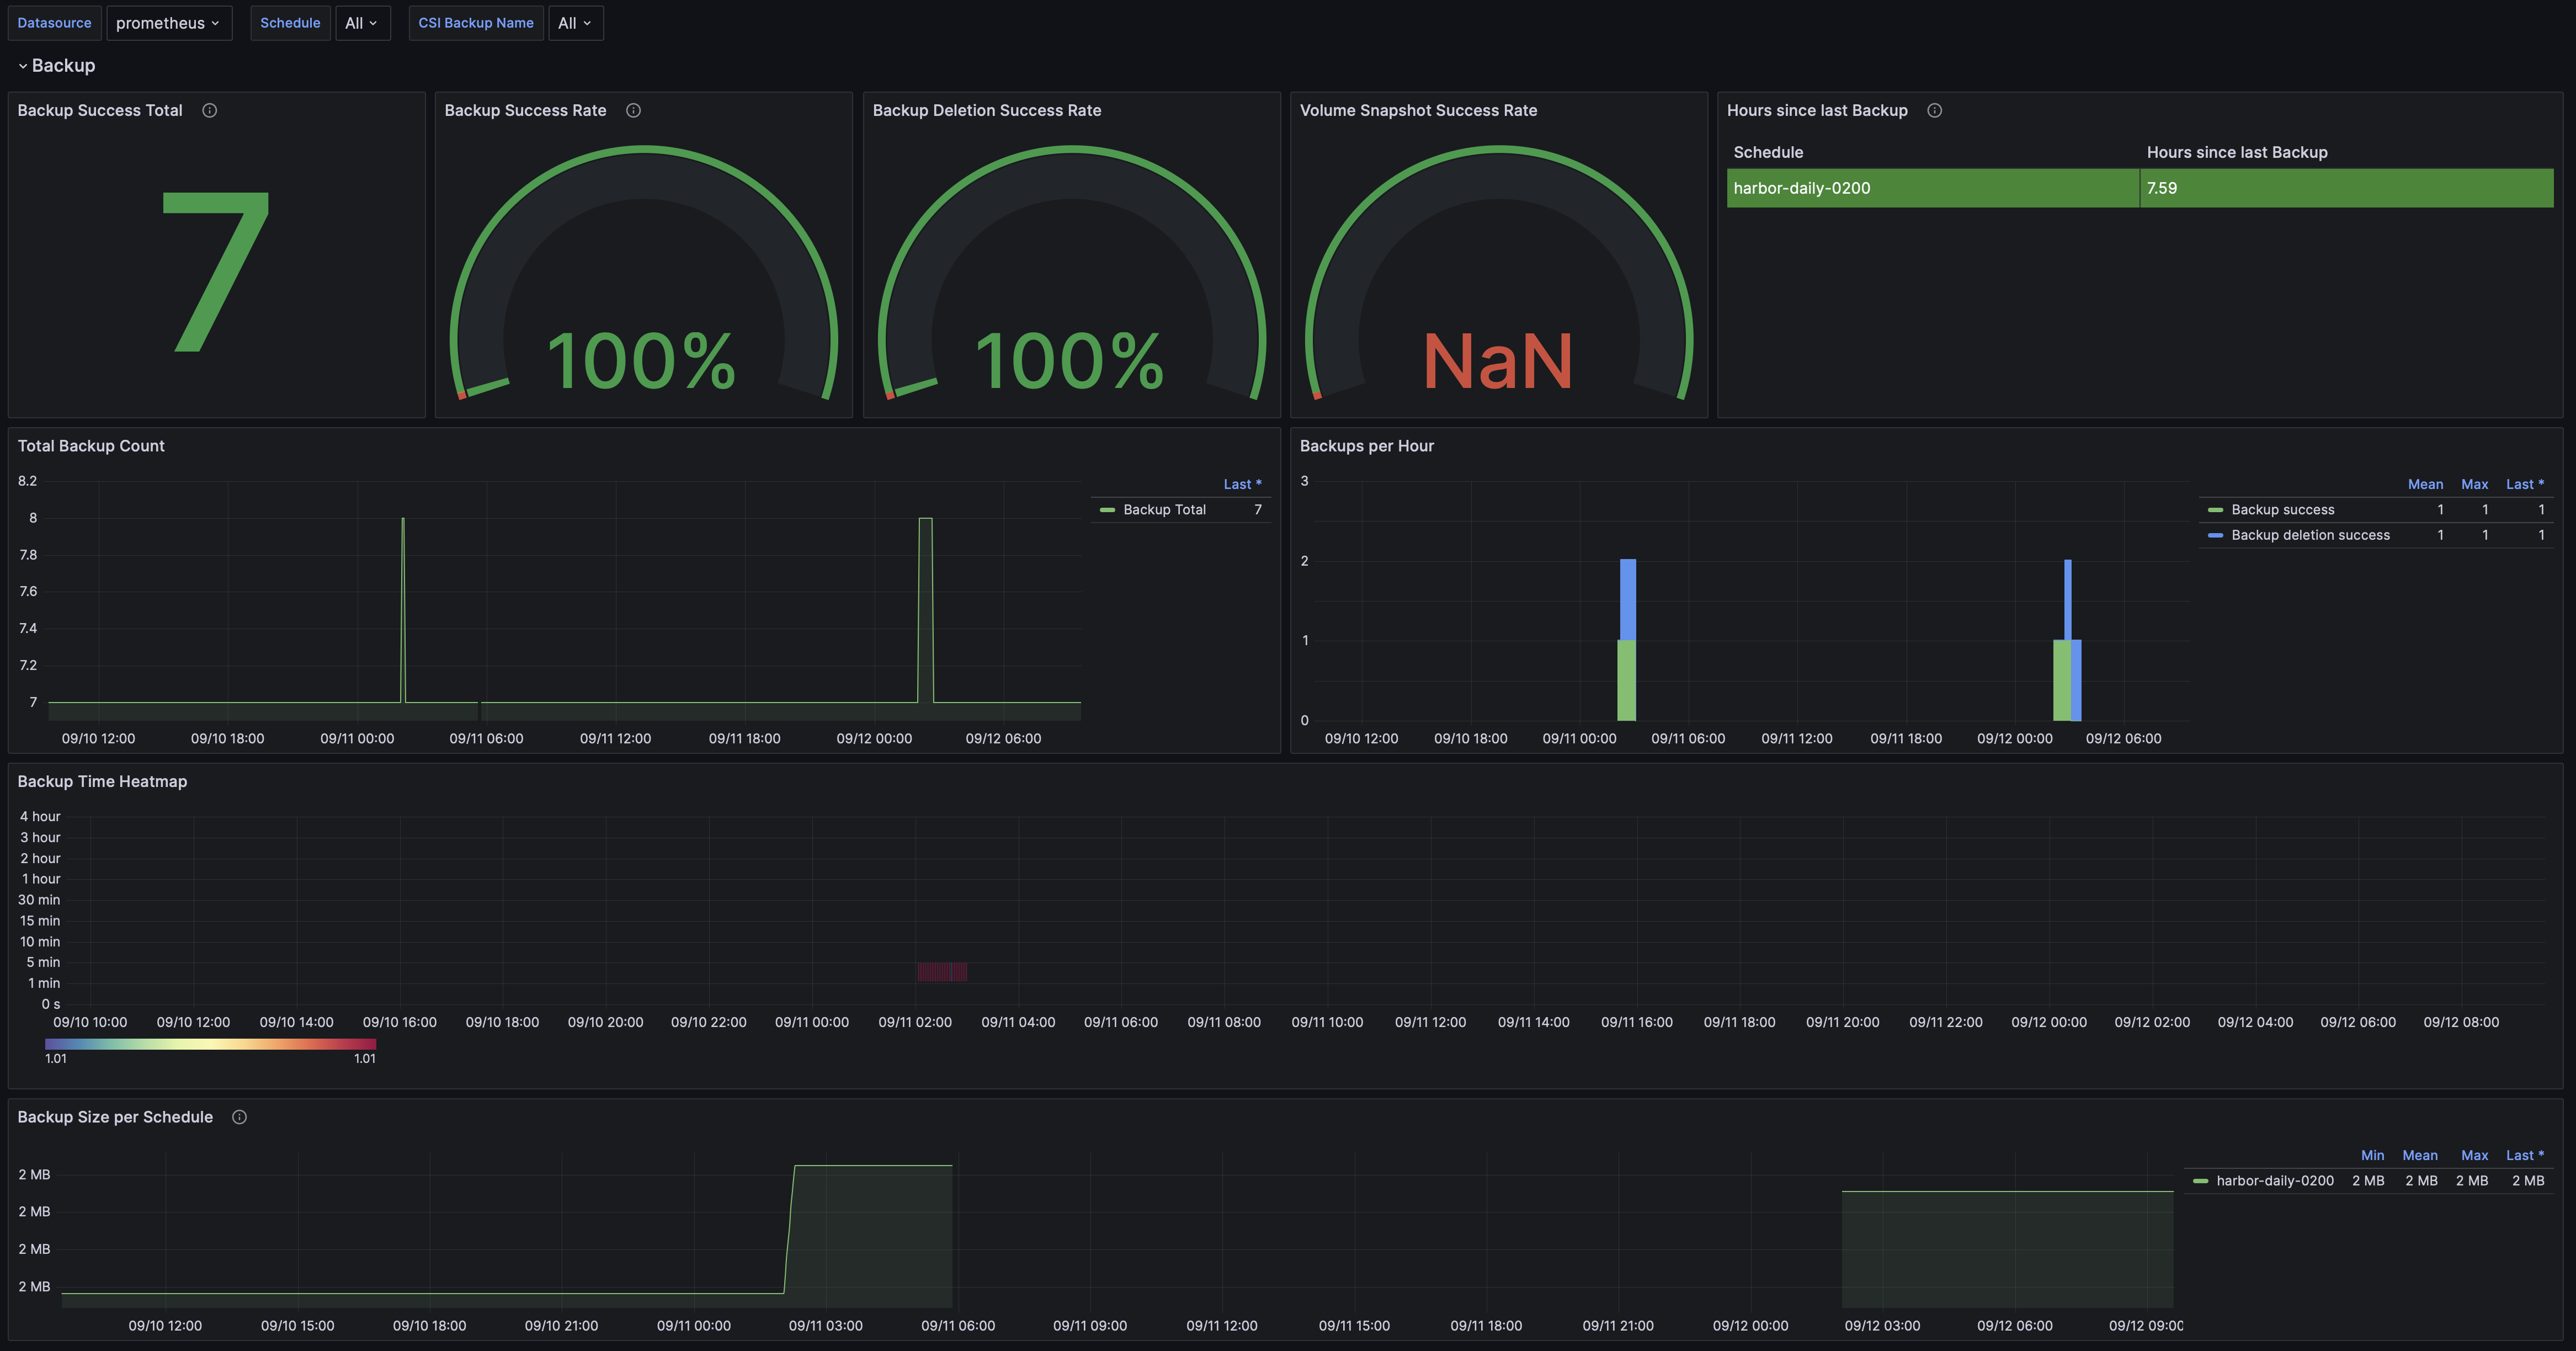 Datasource prometheus Schedule All CSI Backup Name All
Backup
Backup Success Total
7
Backup Success Rate
100%
Backup Deletion Success Rate
100%
Volume Snapshot Success Rate
NaN
Hours since last Backup
Schedule Hours since last Backup
harbor-daily-0200 7.59
Total Backup Count
8.2
8
7.8
7.6
7.4
7.2
7
09/10 12:00 09/10 18:00 09/11 00:00 09/11 06:00 09/11 12:00 09/11 18:00 09/12 00:00 09/12 06:00
Last *
Backup Total 7
Backups per Hour
3
2
1
0
09/10 12:00 09/10 18:00 09/11 00:00 09/11 06:00 09/11 12:00 09/11 18:00 09/12 00:00 09/12 06:00
Mean Max Last *
Backup success 1 1 1
Backup deletion success 1 1 1
Backup Time Heatmap
4 hour
3 hour
2 hour
1 hour
30 min
15 min
10 min
5 min
1 min
0 s
09/10 10:00 09/10 12:00 09/10 14:00 09/10 16:00 09/10 18:00 09/10 20:00 09/10 22:00 09/11 00:00 09/11 02:00 09/11 04:00 09/11 06:00 09/11 08:00 09/11 10:00 09/11 12:00 09/11 14:00 09/11 16:00 09/11 18:00 09/11 20:00 09/11 22:00 09/12 00:00 09/12 02:00 09/12 04:00 09/12 06:00 09/12 08:00
1.01 1.01
Backup Size per Schedule
2 MB
2 MB
2 MB
2 MB
09/10 12:00 09/10 15:00 09/10 18:00 09/10 21:00 09/11 00:00 09/11 03:00 09/11 06:00 09/11 09:00 09/11 12:00 09/11 15:00 09/11 18:00 09/11 21:00 09/12 00:00 09/12 03:00 09/12 06:00 09/12 09:00
Min Mean Max Last *
harbor-daily-0200 2 MB 2 MB 2 MB 2 MB